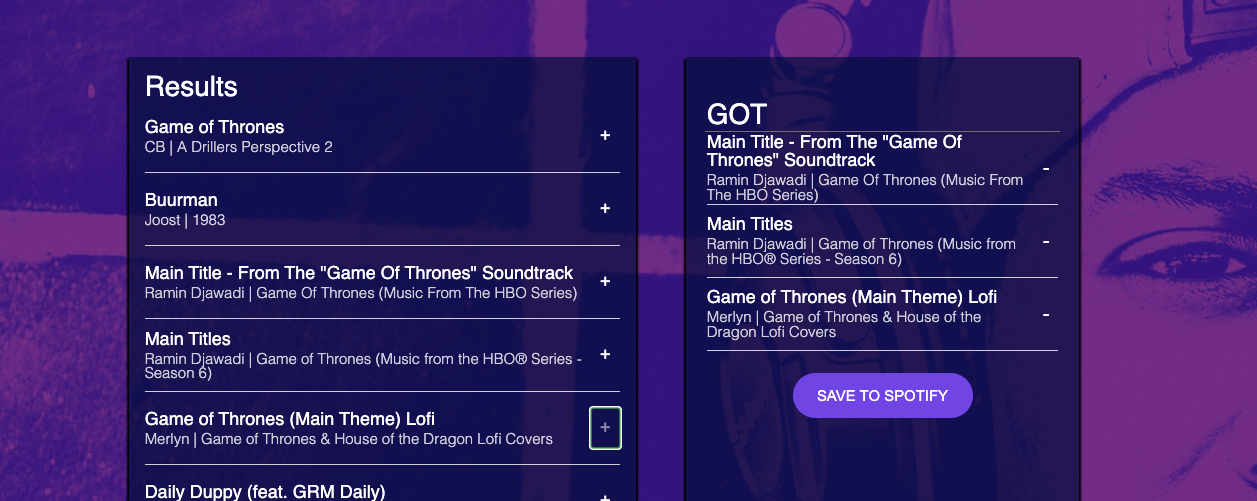 Results
Game of Thrones
CB | A Drillers Perspective 2
+
Buurman
Joost | 1983
+
Main Title - From The "Game Of Thrones" Soundtrack
Ramin Djawadi | Game Of Thrones (Music From The HBO Series)
+
Main Titles
Ramin Djawadi | Game of Thrones (Music from the HBO® Series -
Season 6)
+
Game of Thrones (Main Theme) Lofi
Merlyn | Game of Thrones & House of the Dragon Lofi Covers
+
Daily Duppy (feat. GRM Daily)
+
GOT
Main Title - From The "Game Of
Thrones" Soundtrack
Ramin Djawadi | Game Of Thrones (Music From
The HBO Series)
-
Main Titles
Ramin Djawadi | Game of Thrones (Music from
the HBO® Series - Season 6)
-
Game of Thrones (Main Theme) Lofi
Merlyn | Game of Thrones & House of the
Dragon Lofi Covers
-
SAVE TO SPOTIFY